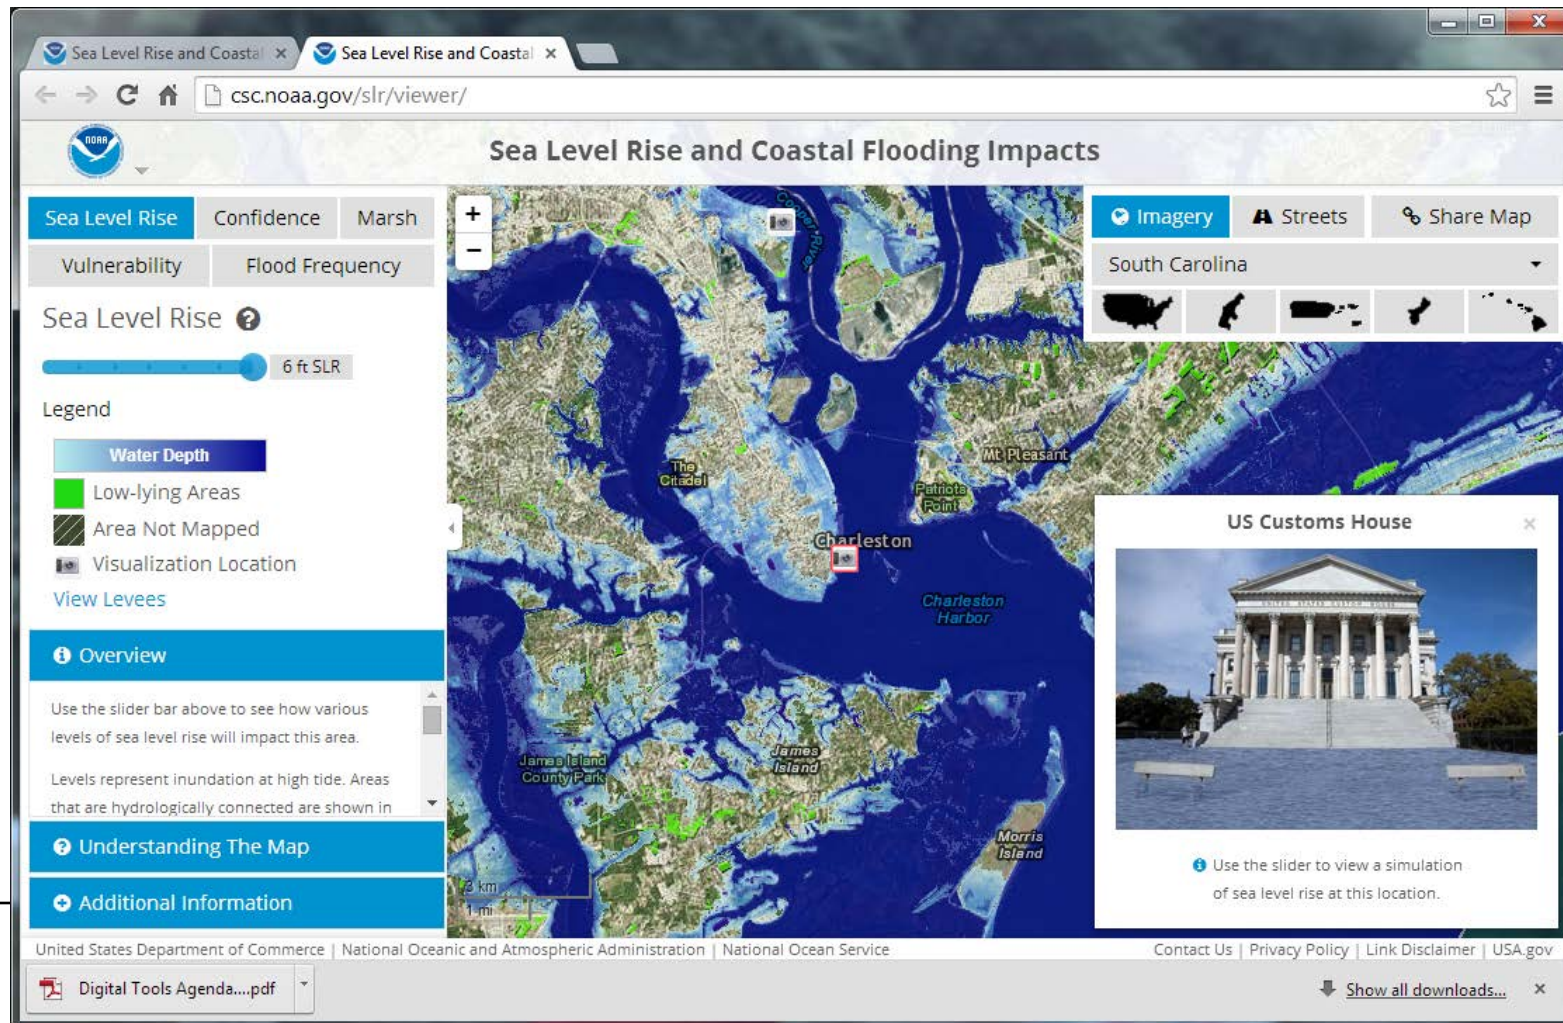 Sea Level Rise and Coastal
Sea Level Rise and Coastal
csc.noaa.gov/slr/viewer/
NOAA
Sea Level Rise and Coastal Flooding Impacts
Sea Level Rise
Confidence
Marsh
Vulnerability
Flood Frequency
Sea Level Rise
6 ft SLR
Legend
Water Depth
Low-lying Areas
Area Not Mapped
Visualization Location
View Levees
Overview
Use the slider bar above to see how various
levels of sea level rise will impact this area.
Levels represent inundation at high tide. Areas
that are hydrologically connected are shown in
Understanding The Map
Additional Information
+
−
Cooper River
The
Citadel
Mt Pleasant
Patriots
Point
Charleston
Charleston
Harbor
James Island
County Park
James
Island
Morris
Island
3 km
1 mi
Imagery
Streets
Share Map
South Carolina
US Customs House
UNITED STATES CUSTOM HOUSE
Use the slider to view a simulation
of sea level rise at this location.
United States Department of Commerce | National Oceanic and Atmospheric Administration | National Ocean Service
Contact Us | Privacy Policy | Link Disclaimer | USA.gov
Digital Tools Agenda....pdf
Show all downloads...